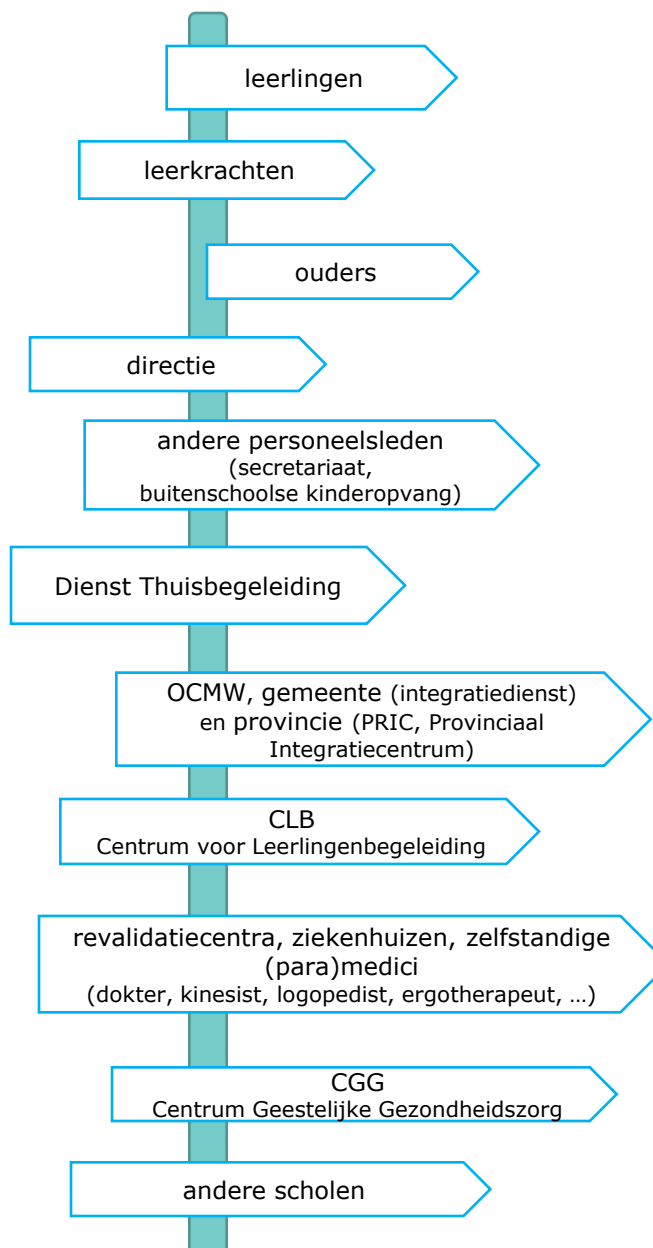 leerlingen
leerkrachten
ouders
directie
andere personeelsleden
(secretariaat,
buitenschoolse kinderopvang)
Dienst Thuisbegeleiding
OCMW, gemeente (integratiedienst)
en provincie (PRIC, Provinciaal
Integratiecentrum)
CLB
Centrum voor Leerlingenbegeleiding
revalidatiecentra, ziekenhuizen, zelfstandige
(para)medici
(dokter, kinesist, logopedist, ergotherapeut, …)
CGG
Centrum Geestelijke Gezondheidszorg
andere scholen